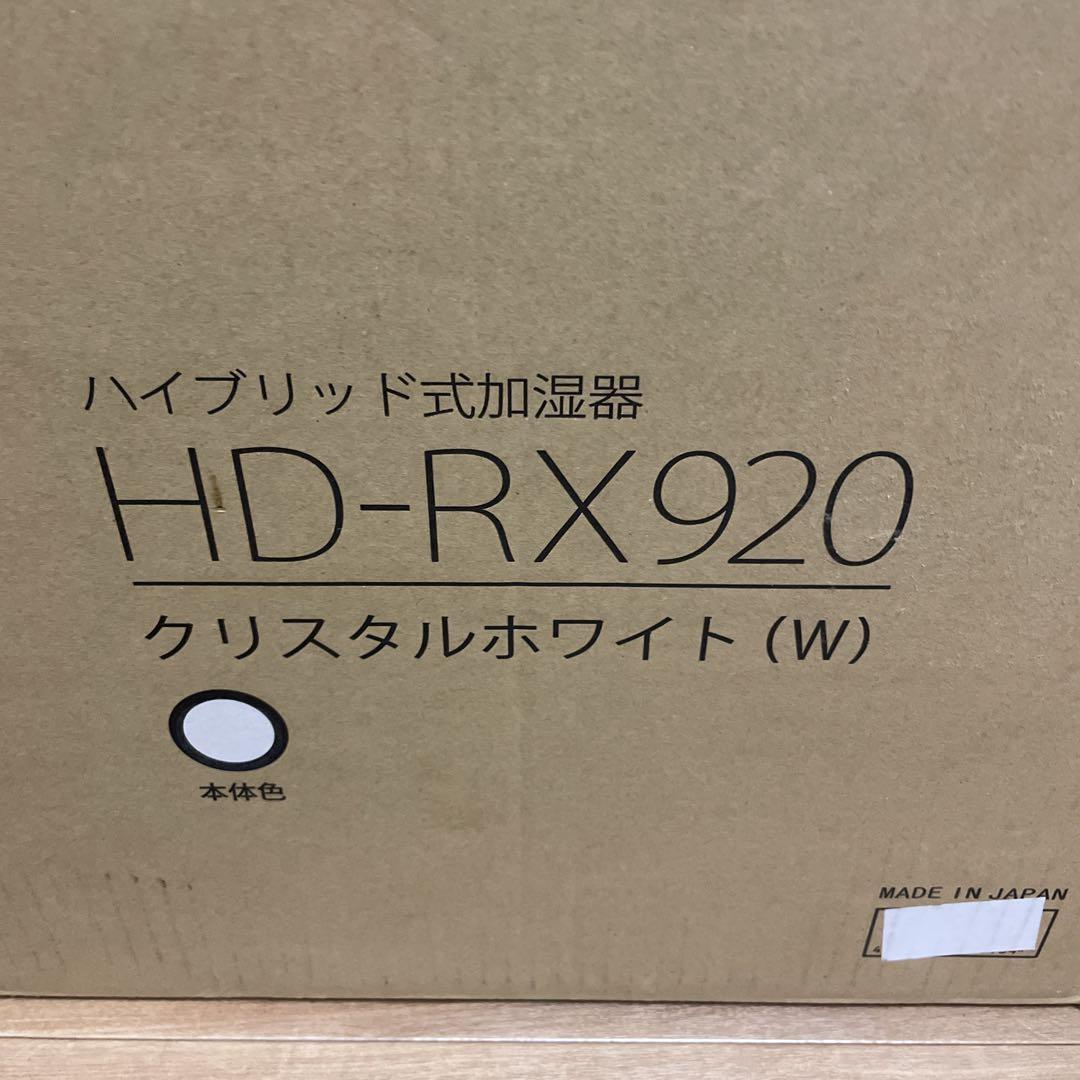 ハイブリッド式加湿器
HD-RX920
クリスタルホワイト(W)
本体色
MADE IN JAPAN